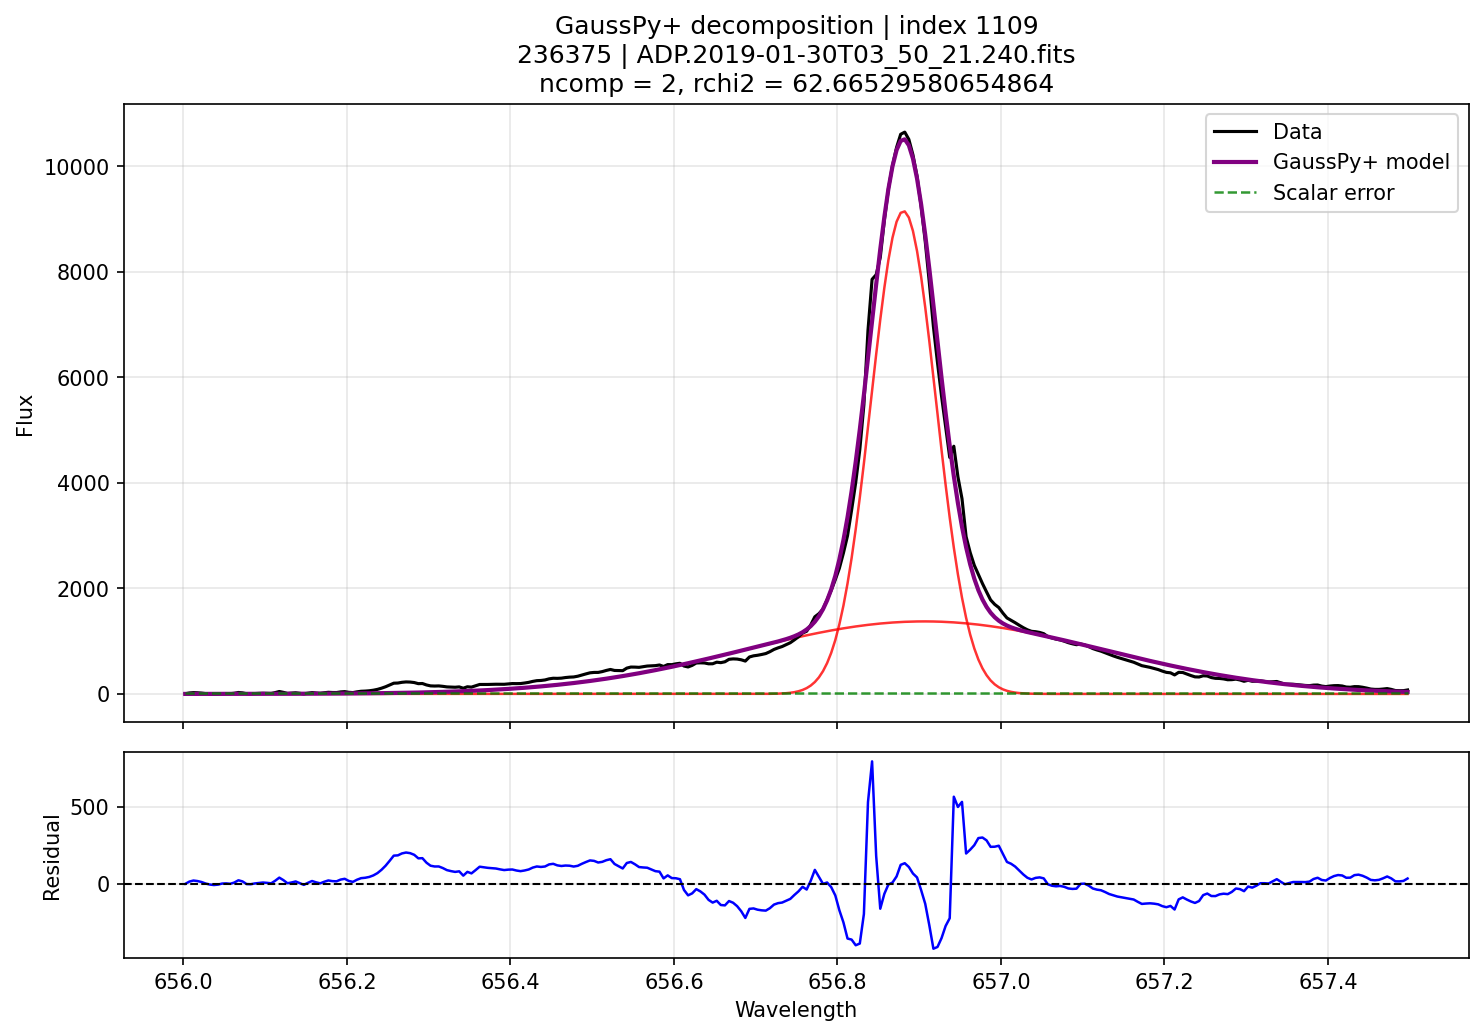 GaussPy+ decomposition | index 1109
236375 | ADP.2019-01-30T03_50_21.240.fits
ncomp = 2, rchi2 = 62.66529580654864
Data
GaussPy+ model
Scalar error
Flux
10000
8000
6000
4000
2000
0
Residual
500
0
656.0 656.2 656.4 656.6 656.8 657.0 657.2 657.4
Wavelength